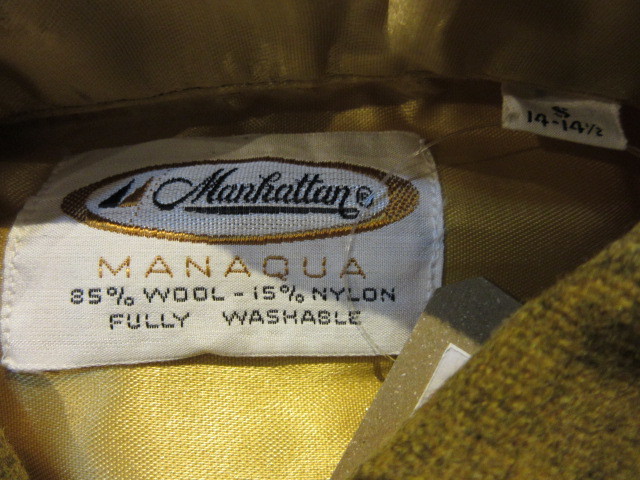 S
14-14½
Manhattan®
MANAQUA
85% WOOL - 15% NYLON
FULLY WASHABLE